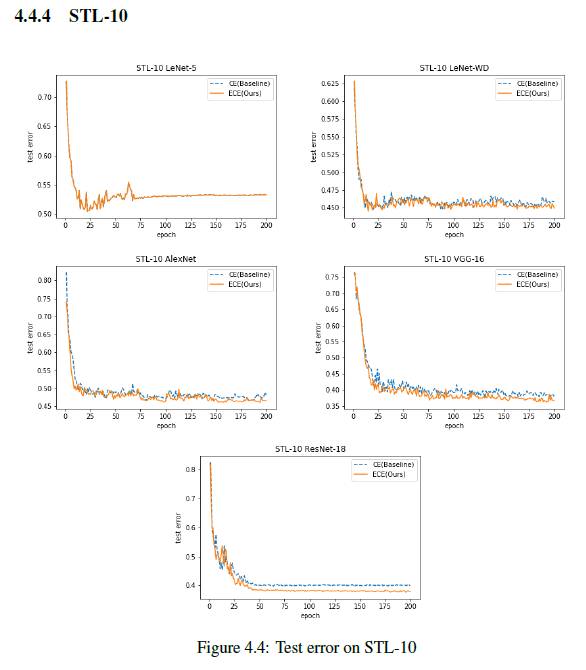 4.4.4 STL-10
STL-10 LeNet-5
CE(Baseline)
ECE(Ours)
0.70
0.65
0.60
0.55
0.50
test error
0 25 50 75 100 125 150 175 200
epoch
STL-10 LeNet-WD
CE(Baseline)
ECE(Ours)
0.625
0.600
0.575
0.550
0.525
0.500
0.475
0.450
test error
0 25 50 75 100 125 150 175 200
epoch
STL-10 AlexNet
CE(Baseline)
ECE(Ours)
0.80
0.75
0.70
0.65
0.60
0.55
0.50
0.45
test error
0 25 50 75 100 125 150 175 200
epoch
STL-10 VGG-16
CE(Baseline)
ECE(Ours)
0.75
0.70
0.65
0.60
0.55
0.50
0.45
0.40
0.35
test error
0 25 50 75 100 125 150 175 200
epoch
STL-10 ResNet-18
CE(Baseline)
ECE(Ours)
0.8
0.7
0.6
0.5
0.4
test error
0 25 50 75 100 125 150 175 200
epoch
Figure 4.4: Test error on STL-10